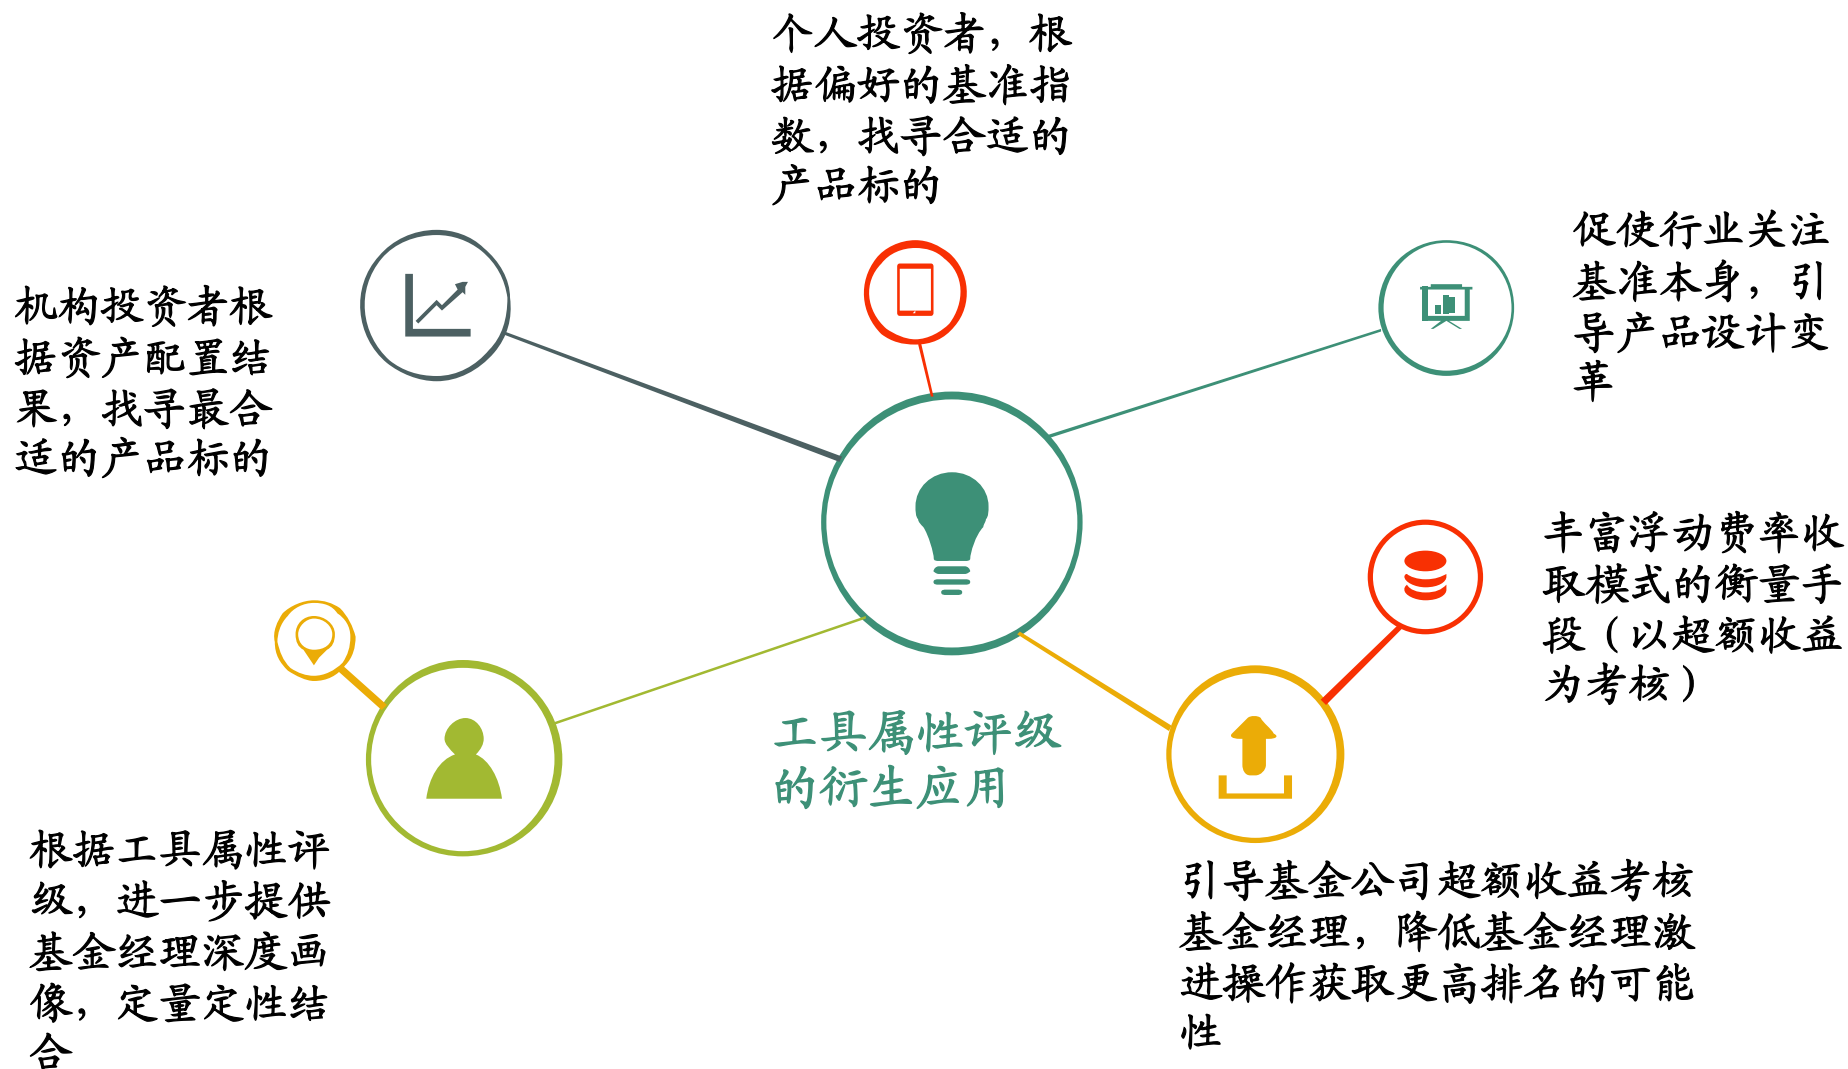 个人投资者，根
据偏好的基准指
数，找寻合适的
产品标的
机构投资者根
据资产配置结
果，找寻最合
适的产品标的
促使行业关注
基准本身，引
导产品设计变
革
丰富浮动费率收
取模式的衡量手
段（以超额收益
为考核）
工具属性评级
的衍生应用
根据工具属性评
级，进一步提供
基金经理深度画
像，定量定性结
合
引导基金公司超额收益考核
基金经理，降低基金经理激
进操作获取更高排名的可能
性